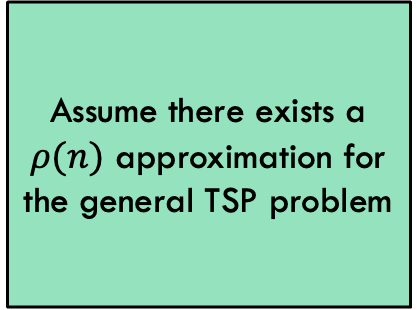 Assume there exists a
𝜌(𝑛) approximation for
the general TSP problem